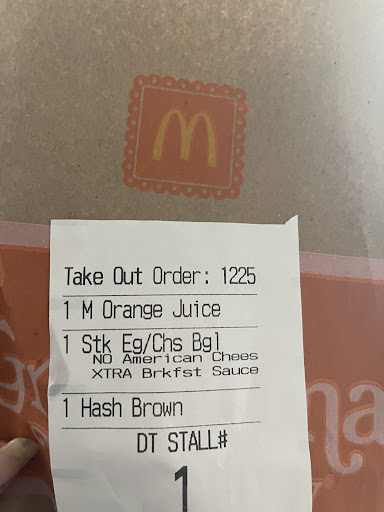 Take Out Order: 1225
1 M Orange Juice
1 Stk Eg/Chs Bgl
NO American Chees
XTRA Brkfst Sauce
1 Hash Brown
DT STALL#
1